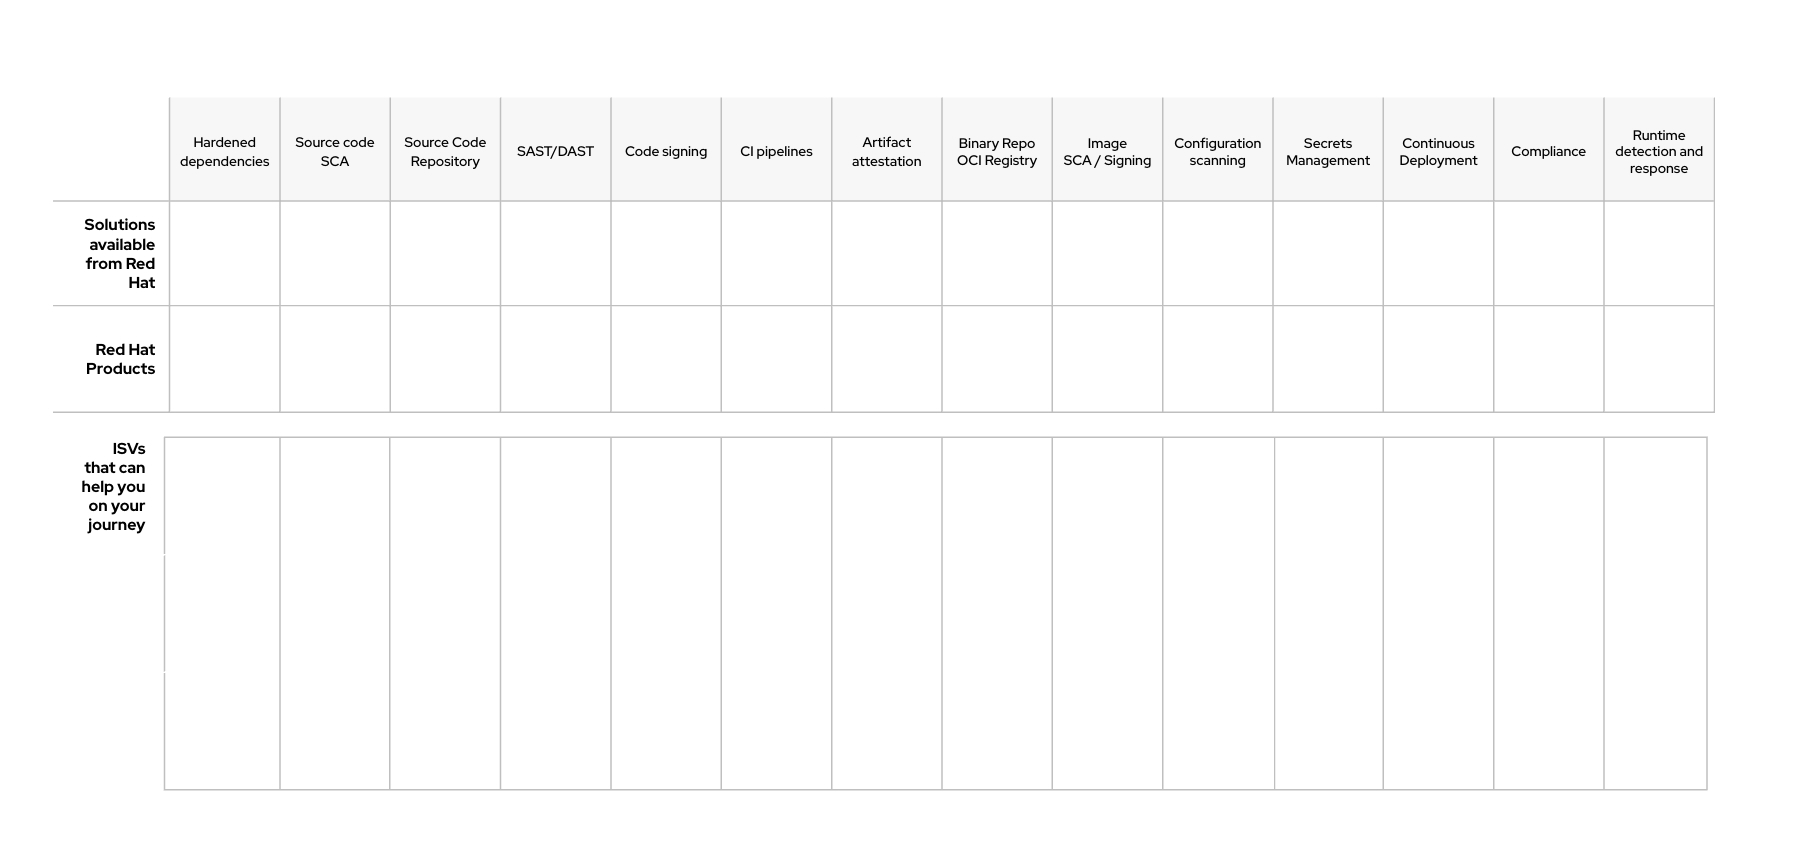 Hardened
dependencies
Source code
SCA
Source Code
Repository
SAST/DAST
Code signing
CI pipelines
Artifact
attestation
Binary Repo
OCI Registry
Image
SCA / Signing
Configuration
scanning
Secrets
Management
Continuous
Deployment
Compliance
Runtime
detection and
response
Solutions
available
from Red
Hat
Red Hat
Products
ISVs
that can
help you
on your
journey